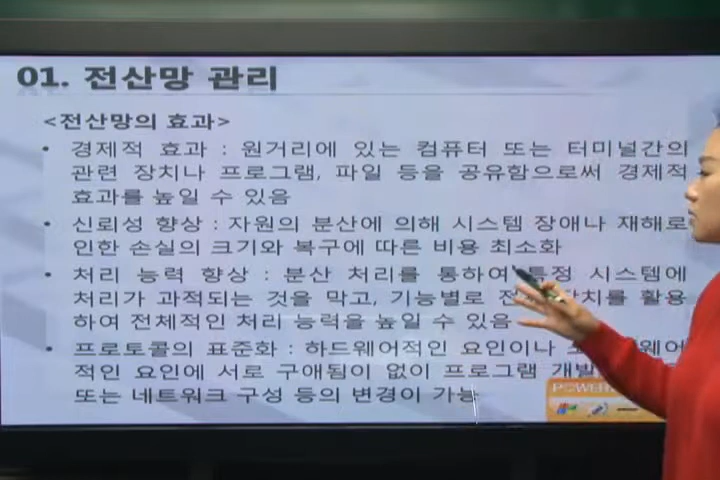 01. 전산망 관리
<전산망의 효과>
• 경제적 효과 : 원거리에 있는 컴퓨터 또는 터미널간의
관련 장치나 프로그램, 파일 등을 공유함으로써 경제적
효과를 높일 수 있음
• 신뢰성 향상 : 자원의 분산에 의해 시스템 장애나 재해로
인한 손실의 크기와 복구에 따른 비용 최소화
• 처리 능력 향상 : 분산 처리를 통하여 특정 시스템에
처리가 과적되는 것을 막고, 기능별로 장치를 활용
하여 전체적인 처리 능력을 높일 수 있음
• 프로토콜의 표준화 : 하드웨어적인 요인이나
적인 요인에 서로 구애됨이 없이 프로그램 개발
또는 네트워크 구성 등의 변경이 가능